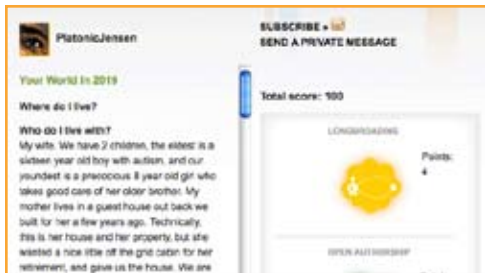 PlatonicJensen
SUBSCRIBE »
SEND A PRIVATE MESSAGE
Your World in 2019
Where do I live?
Who do I live with?
My wife. We have 2 children, the eldest is a
sixteen year old boy with autism, and our
youndest is a precocious 8 year old girl who
takes good care of her older brother. My
mother lives in a guest house out back we
built for her a few years ago. Technically,
this is her house and her property, but she
wanted a nice little off the grid cabin for her
retirement, and gave us the house. We are
Total score: 100
LONGBROADING
Points:
4
OPEN AUTHORSHIP